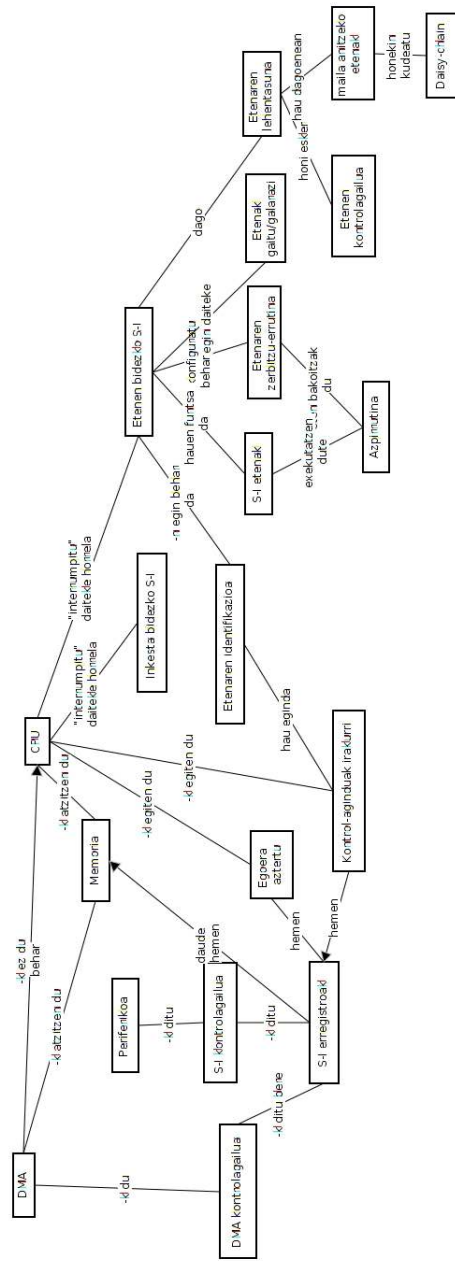 DMA
-k ez du
behar
-k atzitzen du
-k du
DMA kontrolagailua
-k ditu bere
CPU
-k atzitzen du
Memoria
Periferikoa
-k ditu
S-I kontrolagailua
-k ditu
S-I erregistroak
daude
hemen
-k egiten du
Egoera
aztertu
hemen
-k egiten du
Kontrol-aginduak irakurri
hemen
"interrumpitu"
daiteke honela
Inkesta bidezko S-I
"interrumpitu"
daiteke honela
Etenen bidezko S-I
-n egin behar
da
Etenaren identifikazioa
hau eginda
hauen funtsa
da
S-I etenak
exekutatzen
dute
configuratu
behar
Etenaren
zerbitzu-errutina
bakoitzak
du
Azpirrutina
egin daiteke
Etenak
gaitu/galarazi
dago
Etenaren
lehentasuna
hau dagoenean
maila anitzeko
etenak
honekin
kudeatu
Daisy-chain
honi esker
Etenen
kontrolagailua